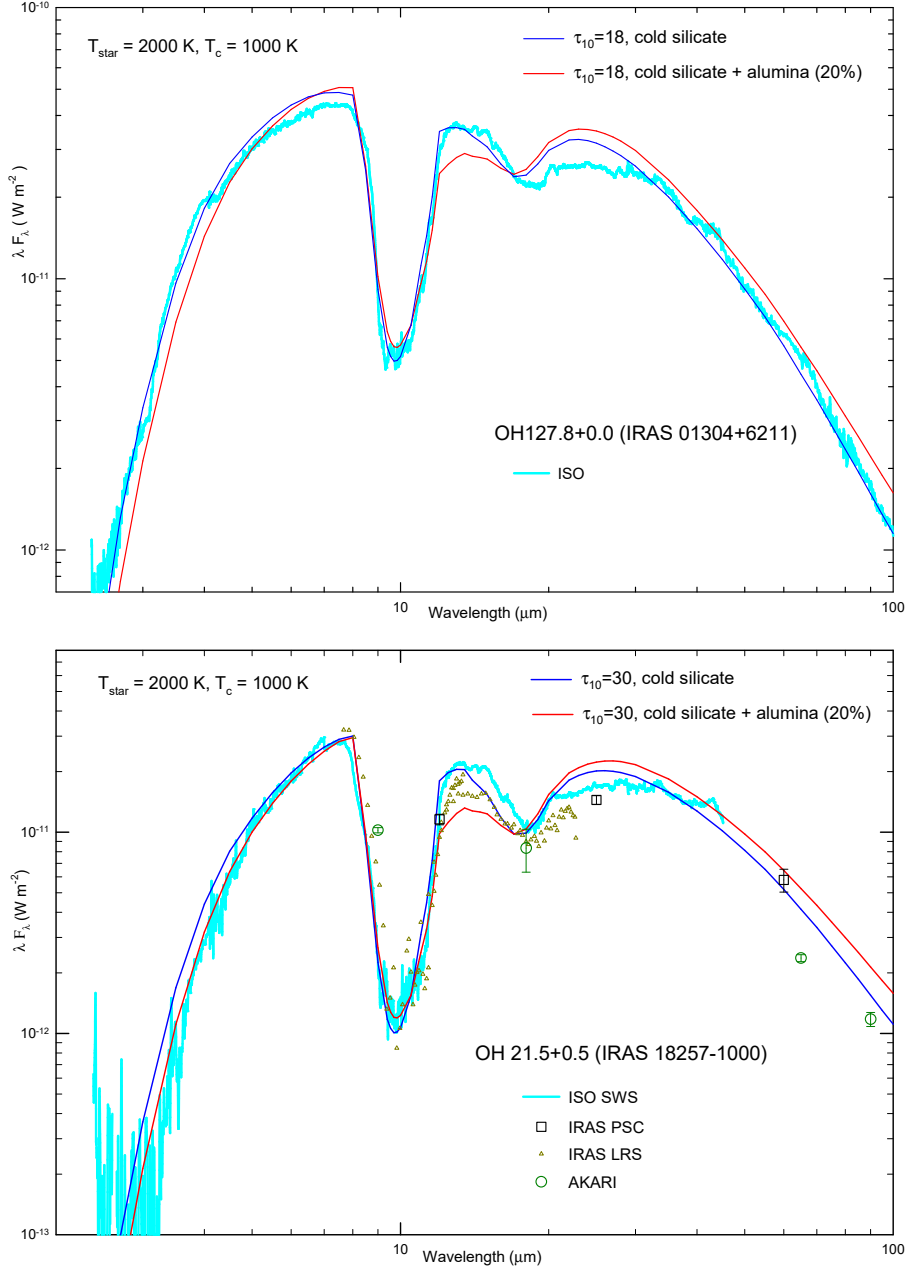 10⁻¹⁰
T_star = 2000 K, T_c = 1000 K
τ₁₀=18, cold silicate
τ₁₀=18, cold silicate + alumina (20%)
λ F_λ ( W m⁻²)
10⁻¹¹
OH127.8+0.0 (IRAS 01304+6211)
ISO
10⁻¹²
10
100
Wavelength (μm)
T_star = 2000 K, T_c = 1000 K
τ₁₀=30, cold silicate
τ₁₀=30, cold silicate + alumina (20%)
10⁻¹¹
λ F_λ (W m⁻²)
10⁻¹²
OH 21.5+0.5 (IRAS 18257-1000)
ISO SWS
IRAS PSC
IRAS LRS
AKARI
10⁻¹³
10
100
Wavelength (μm)